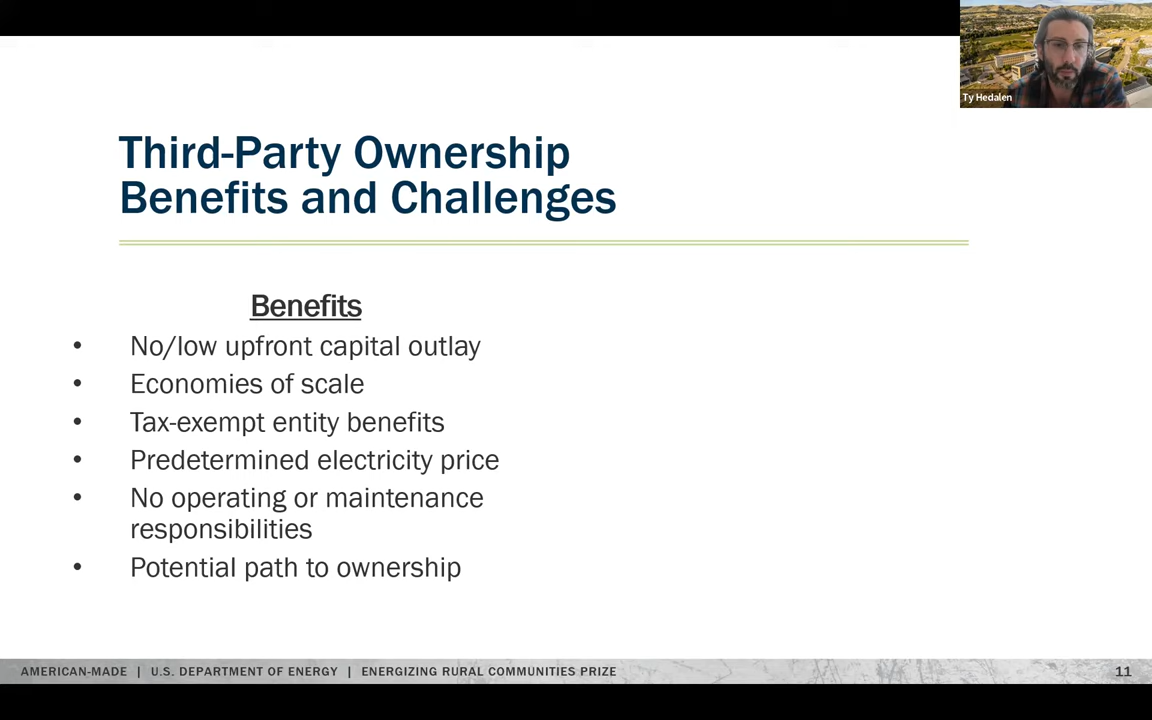 Ty Hedalen
Third-Party Ownership
Benefits and Challenges
Benefits
• No/low upfront capital outlay
• Economies of scale
• Tax-exempt entity benefits
• Predetermined electricity price
• No operating or maintenance
responsibilities
• Potential path to ownership
AMERICAN-MADE | U.S. DEPARTMENT OF ENERGY | ENERGIZING RURAL COMMUNITIES PRIZE 11